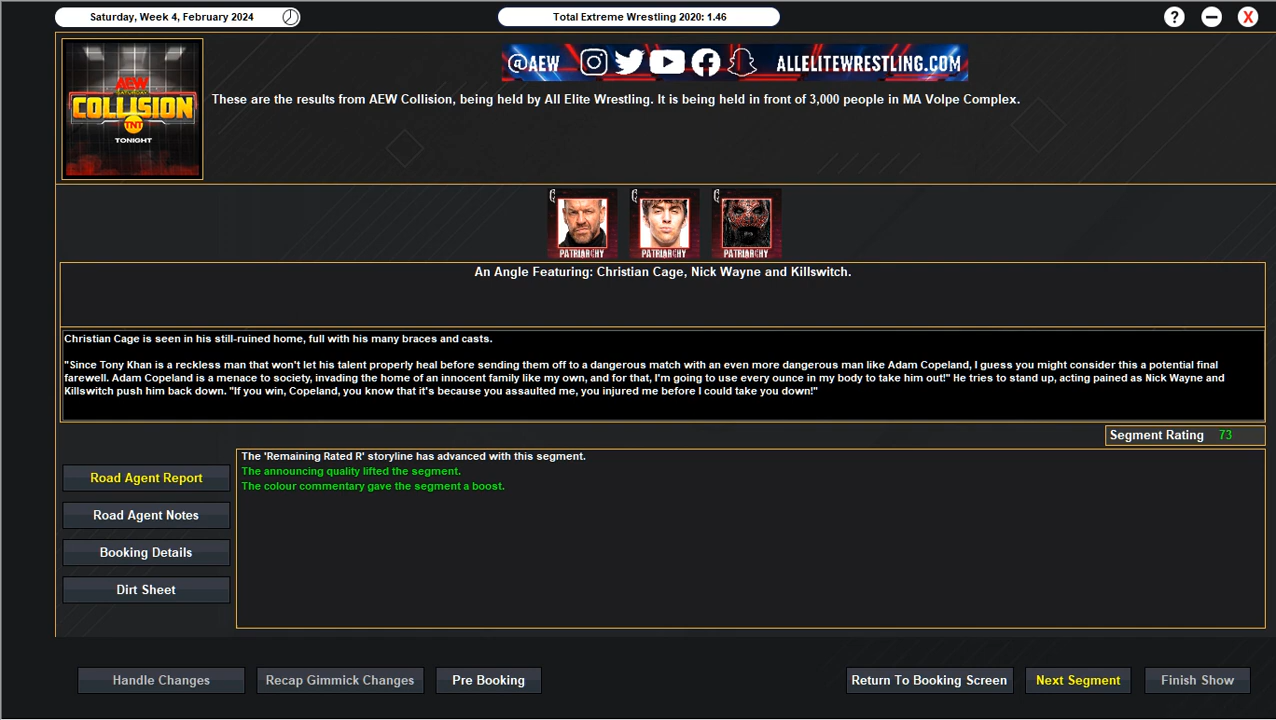 Saturday, Week 4, February 2024
Total Extreme Wrestling 2020: 1.46
?
X
@AEW
ALLELITEWRESTLING.COM
AEW
SATURDAY
COLLISION
TNT
TONIGHT
These are the results from AEW Collision, being held by All Elite Wrestling. It is being held in front of 3,000 people in MA Volpe Complex.
PATRIARCHY
PATRIARCHY
PATRIARCHY
An Angle Featuring: Christian Cage, Nick Wayne and Killswitch.
Christian Cage is seen in his still-ruined home, full with his many braces and casts.
"Since Tony Khan is a reckless man that won't let his talent properly heal before sending them off to a dangerous match with an even more dangerous man like Adam Copeland, I guess you might consider this a potential final
farewell. Adam Copeland is a menace to society, invading the home of an innocent family like my own, and for that, I'm going to use every ounce in my body to take him out!" He tries to stand up, acting pained as Nick Wayne and
Killswitch push him back down. "If you win, Copeland, you know that it's because you assaulted me, you injured me before I could take you down!"
Segment Rating 73
Road Agent Report
Road Agent Notes
Booking Details
Dirt Sheet
The 'Remaining Rated R' storyline has advanced with this segment.
The announcing quality lifted the segment.
The colour commentary gave the segment a boost.
Handle Changes
Recap Gimmick Changes
Pre Booking
Return To Booking Screen
Next Segment
Finish Show